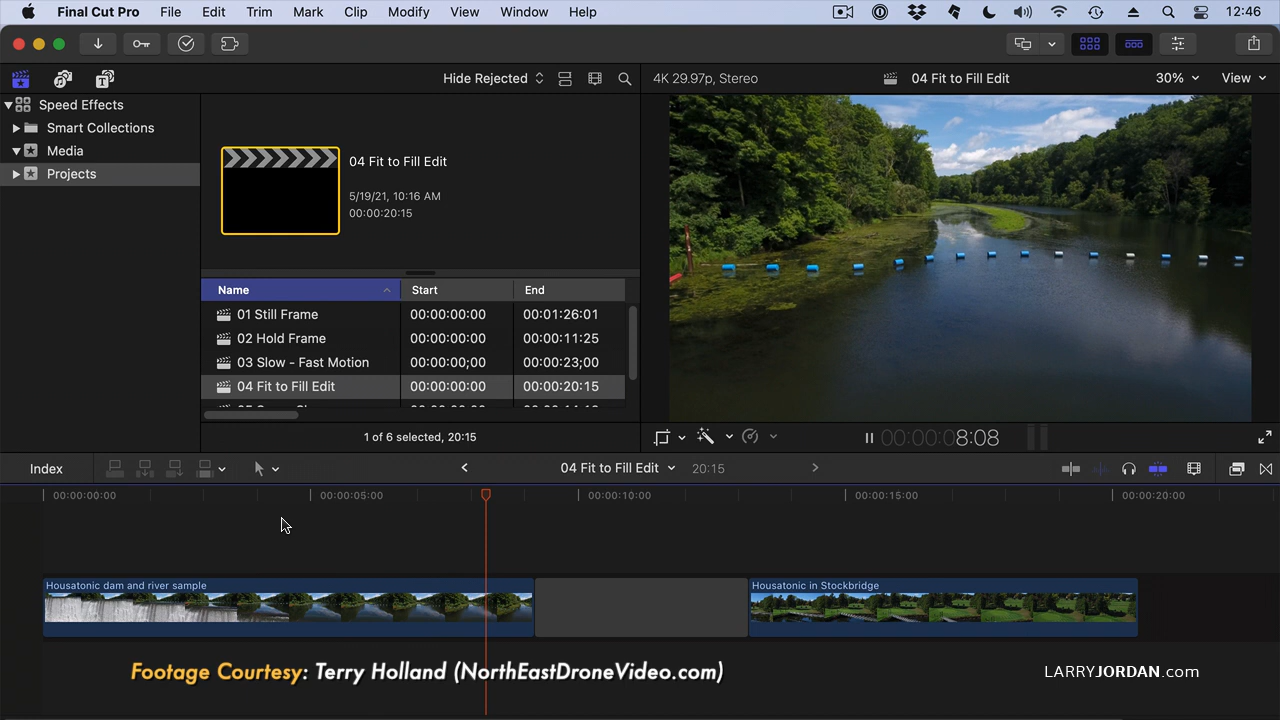 Final Cut Pro File Edit Trim Mark Clip Modify View Window Help 12:46
Hide Rejected 4K 29.97p, Stereo 04 Fit to Fill Edit 30% View
Speed Effects
Smart Collections
Media
Projects
04 Fit to Fill Edit
5/19/21, 10:16 AM
00:00:20:15
Name Start End
01 Still Frame 00:00:00:00 00:01:26:01
02 Hold Frame 00:00:00:00 00:00:11:25
03 Slow - Fast Motion 00:00:00;00 00:00:23;00
04 Fit to Fill Edit 00:00:00:00 00:00:20:15
1 of 6 selected, 20:15
00:00:08:08
Index 04 Fit to Fill Edit 20:15
00:00:00:00 00:00:05:00 00:00:10:00 00:00:15:00 00:00:20:00
Housatonic dam and river sample Housatonic in Stockbridge
Footage Courtesy: Terry Holland (NorthEastDroneVideo.com)
LARRYJORDAN.com